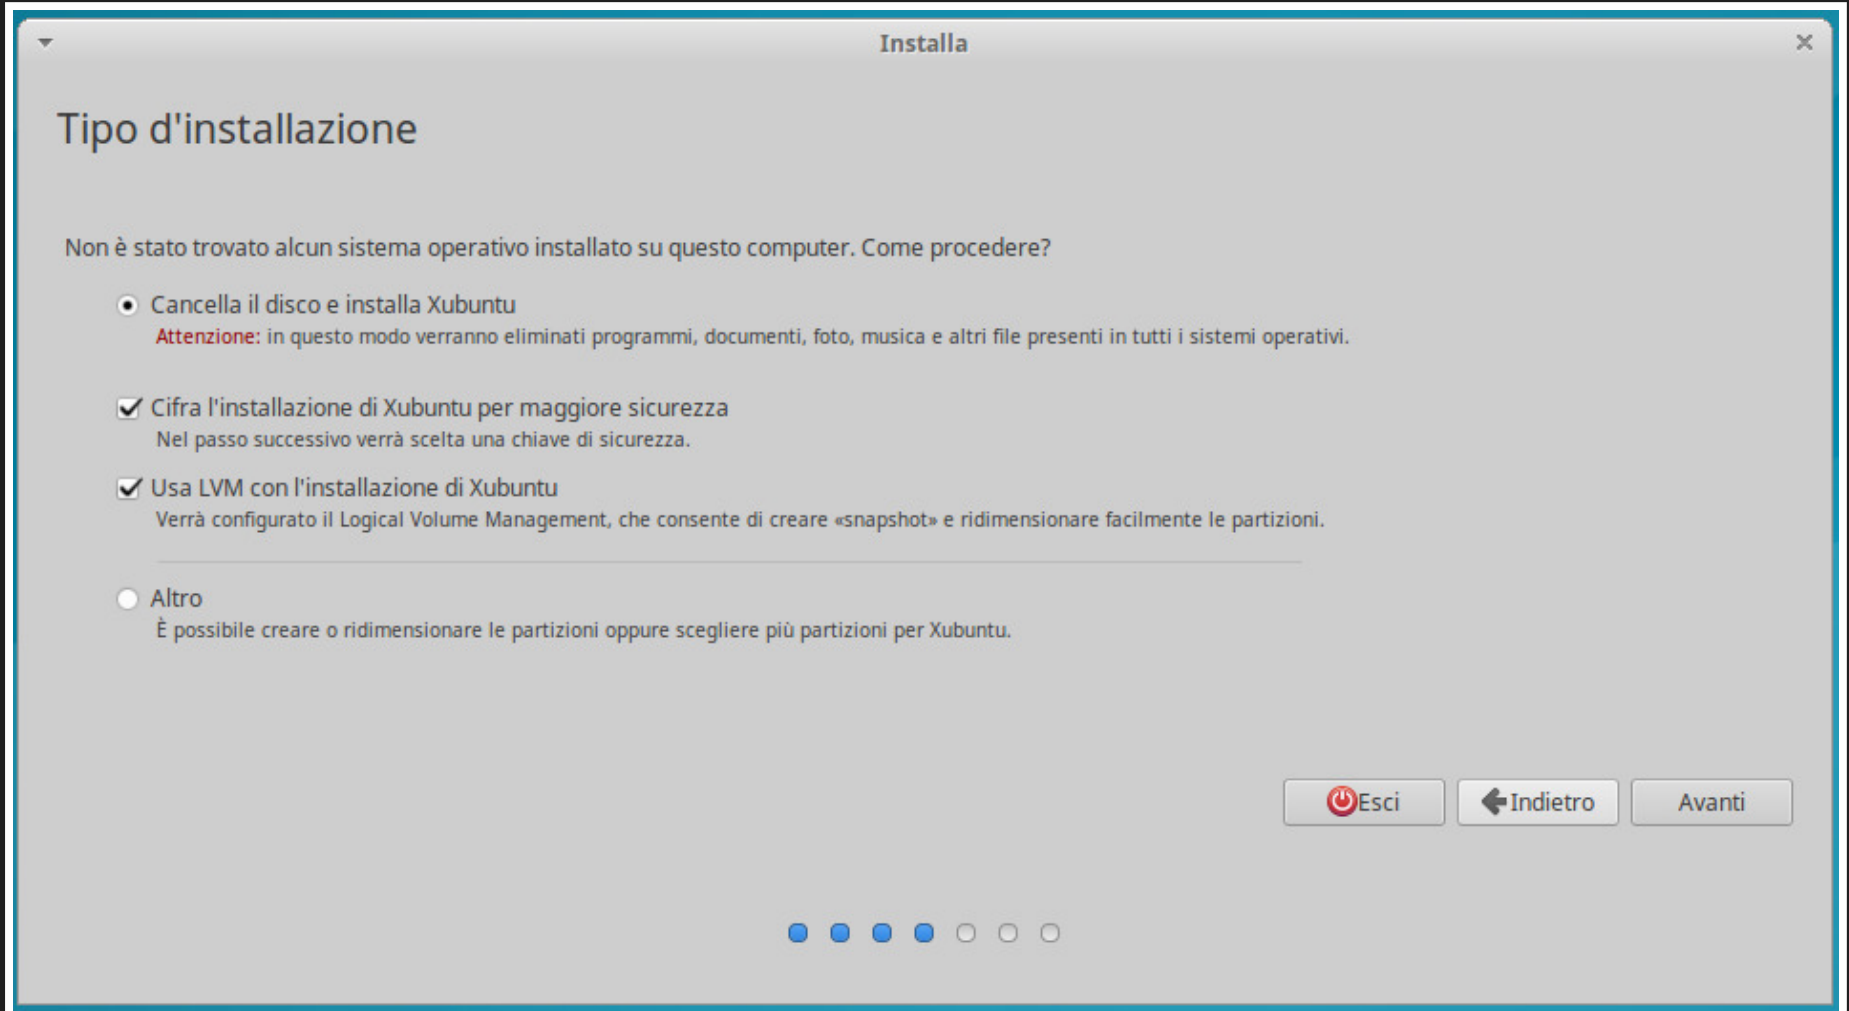 Installa
Tipo d'installazione
Non è stato trovato alcun sistema operativo installato su questo computer. Come procedere?
Cancella il disco e installa Xubuntu
Attenzione: in questo modo verranno eliminati programmi, documenti, foto, musica e altri file presenti in tutti i sistemi operativi.
Cifra l'installazione di Xubuntu per maggiore sicurezza
Nel passo successivo verrà scelta una chiave di sicurezza.
Usa LVM con l'installazione di Xubuntu
Verrà configurato il Logical Volume Management, che consente di creare «snapshot» e ridimensionare facilmente le partizioni.
Altro
È possibile creare o ridimensionare le partizioni oppure scegliere più partizioni per Xubuntu.
Esci Indietro Avanti